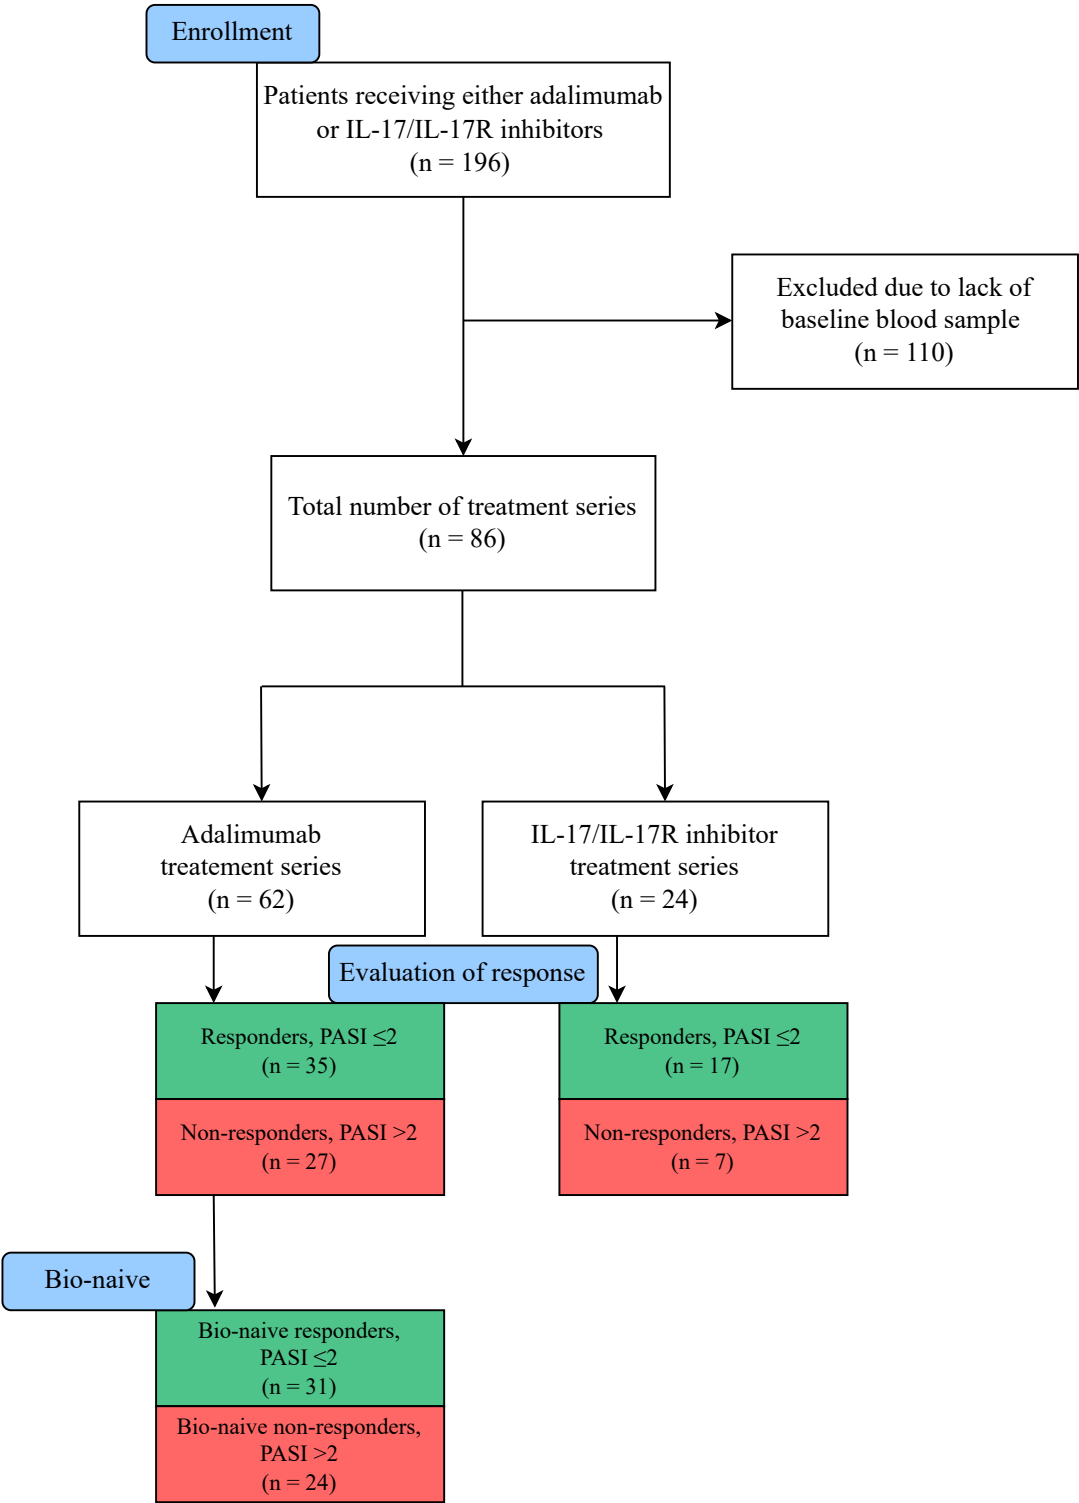 Enrollment
Patients receiving either adalimumab
or IL-17/IL-17R inhibitors
(n = 196)
Excluded due to lack of
baseline blood sample
(n = 110)
Total number of treatment series
(n = 86)
Adalimumab
treatement series
(n = 62)
IL-17/IL-17R inhibitor
treatment series
(n = 24)
Evaluation of response
Responders, PASI ≤2
(n = 35)
Non-responders, PASI >2
(n = 27)
Responders, PASI ≤2
(n = 17)
Non-responders, PASI >2
(n = 7)
Bio-naive
Bio-naive responders,
PASI ≤2
(n = 31)
Bio-naive non-responders,
PASI >2
(n = 24)